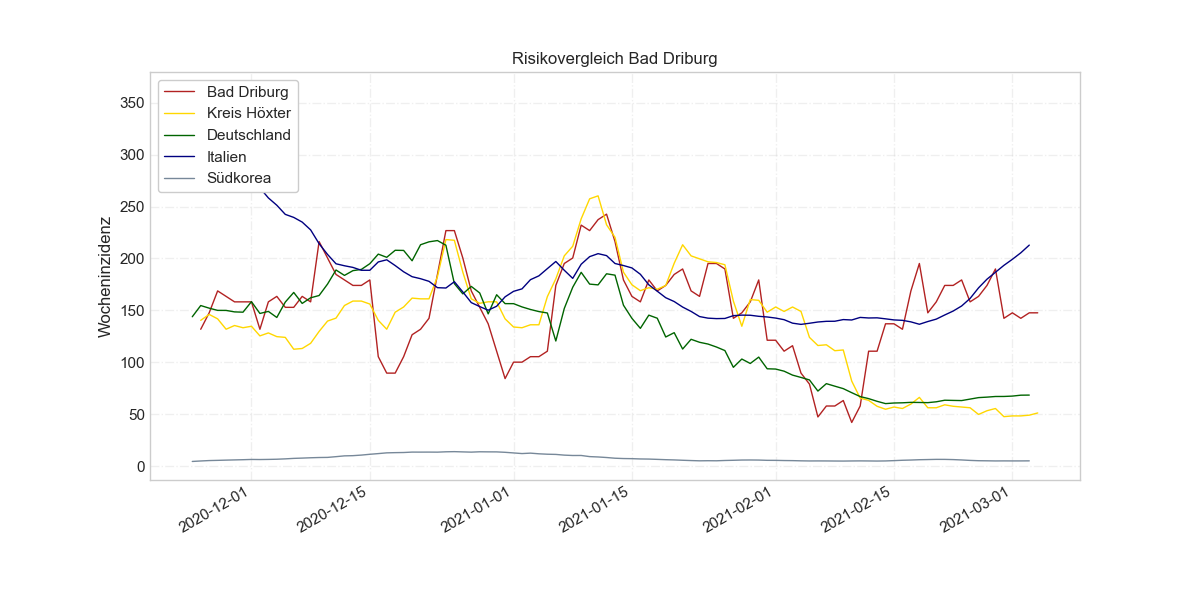 Risikovergleich Bad Driburg
Bad Driburg
Kreis Höxter
Deutschland
Italien
Südkorea
Wocheninzidenz
350
300
250
200
150
100
50
0
2020-12-01
2020-12-15
2021-01-01
2021-01-15
2021-02-01
2021-02-15
2021-03-01